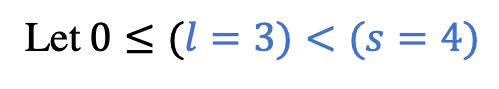 Let 0 ≤ (l = 3) < (s = 4)